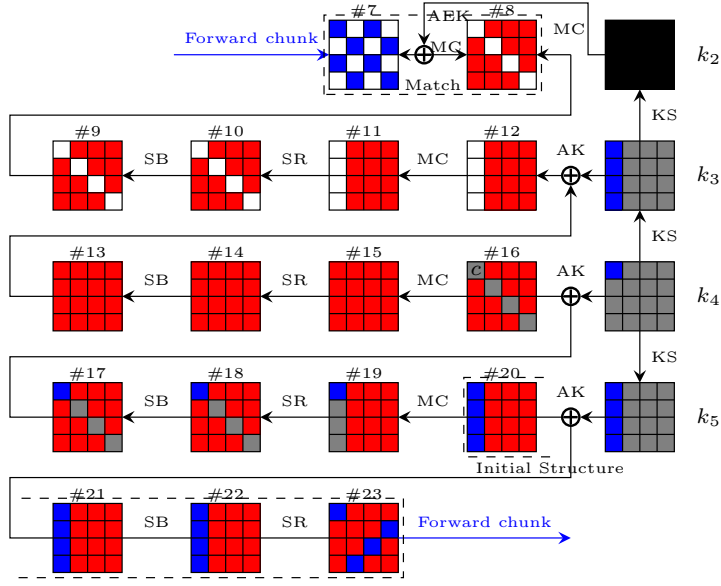 #7 AEK #8
Forward chunk MC MC k₂
Match
KS
#9 #10 #11 #12
SB SR MC AK k₃
KS
#13 #14 #15 #16
c
SB SR MC AK k₄
KS
#17 #18 #19 #20
SB SR MC AK k₅
Initial Structure
#21 #22 #23
SB SR Forward chunk